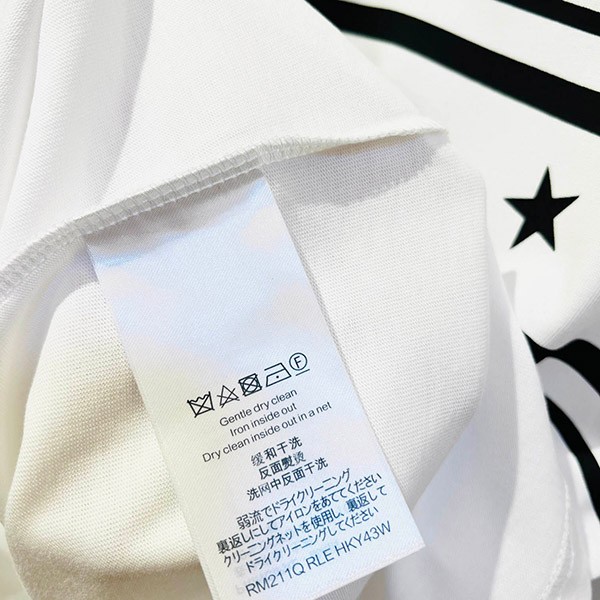 F
Gentle dry clean
Iron inside out
Dry clean inside out in a net
缓和干洗
反面熨烫
洗网中反面干洗
弱流でドライクリーニング
裏返しにしてアイロンをあててください
クリーニングネットを使用し、裏返して
ドライクリーニングしてください
RM211Q RLE HKY43W